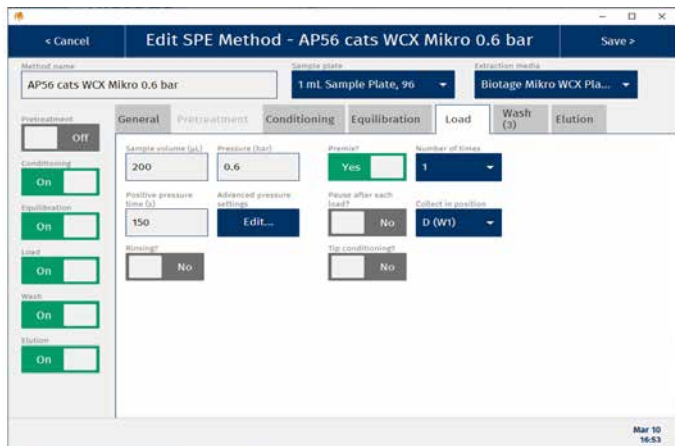 < Cancel
Edit SPE Method - AP56 cats WCX Mikro 0.6 bar
Save >
Method name
Sample plate
Extraction media
AP56 cats WCX Mikro 0.6 bar
1 mL Sample Plate, 96
Biotage Mikro WCX Pla...
Pretreatment
Off
Conditioning
On
Equilibration
On
Load
On
Wash
On
Elution
On
General
Pretreatment
Conditioning
Equilibration
Load
Wash
(3)
Elution
Sample volume (µL)
Pressure (bar)
Premix?
Number of times
200
0.6
Yes
1
Positive pressure
time (s)
Advanced pressure
settings
Pause after each
load?
Collect in position
150
Edit...
No
D (W1)
Rinsing?
Tip conditioning?
No
No
Mar 10
16:53